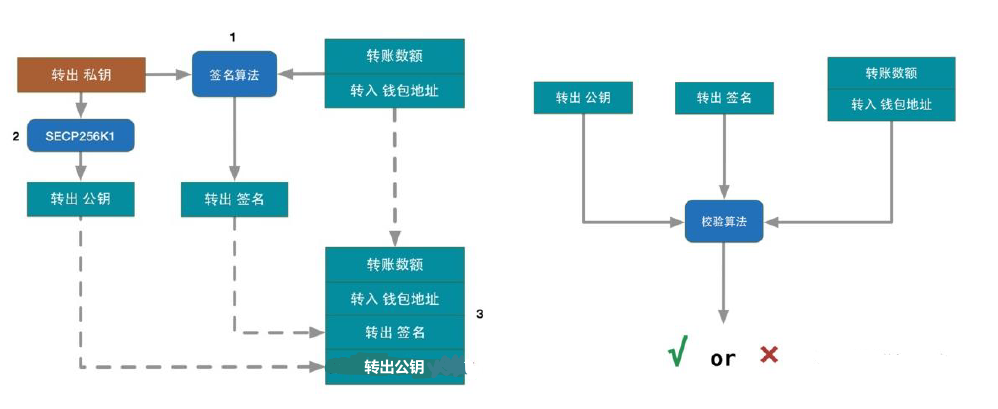 1
转出 私钥
签名算法
转账数额
转入 钱包地址
2
SECP256K1
转出 公钥
转出 签名
转账数额
转入 钱包地址
转出 签名
转出公钥
3
转出 公钥
转出 签名
转账数额
转入 钱包地址
校验算法
√ or ×